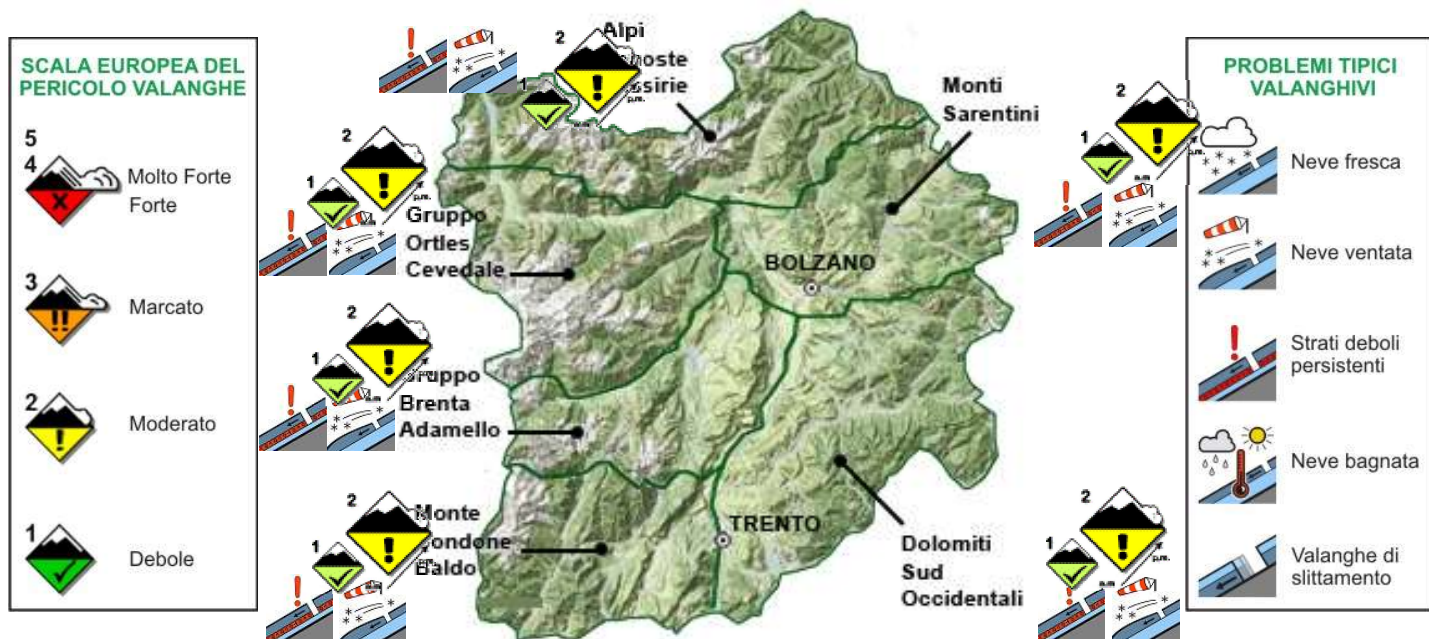 SCALA EUROPEA DEL
PERICOLO VALANGHE
5
4
Molto Forte
Forte
3
Marcato
2
Moderato
1
Debole
2
1
Alpi
2
1
p.m.
Gruppo
Ortles
Cevedale
2
1
Brenta
Adamello
2
1
Monte
Baldo
BOLZANO
TRENTO
Monti
Sarentini
2
1
p.m.
Dolomiti
Sud
Occidentali
2
1
p.m.
PROBLEMI TIPICI
VALANGHIVI
Neve fresca
Neve ventata
Strati deboli
persistenti
Neve bagnata
Valanghe di
slittamento